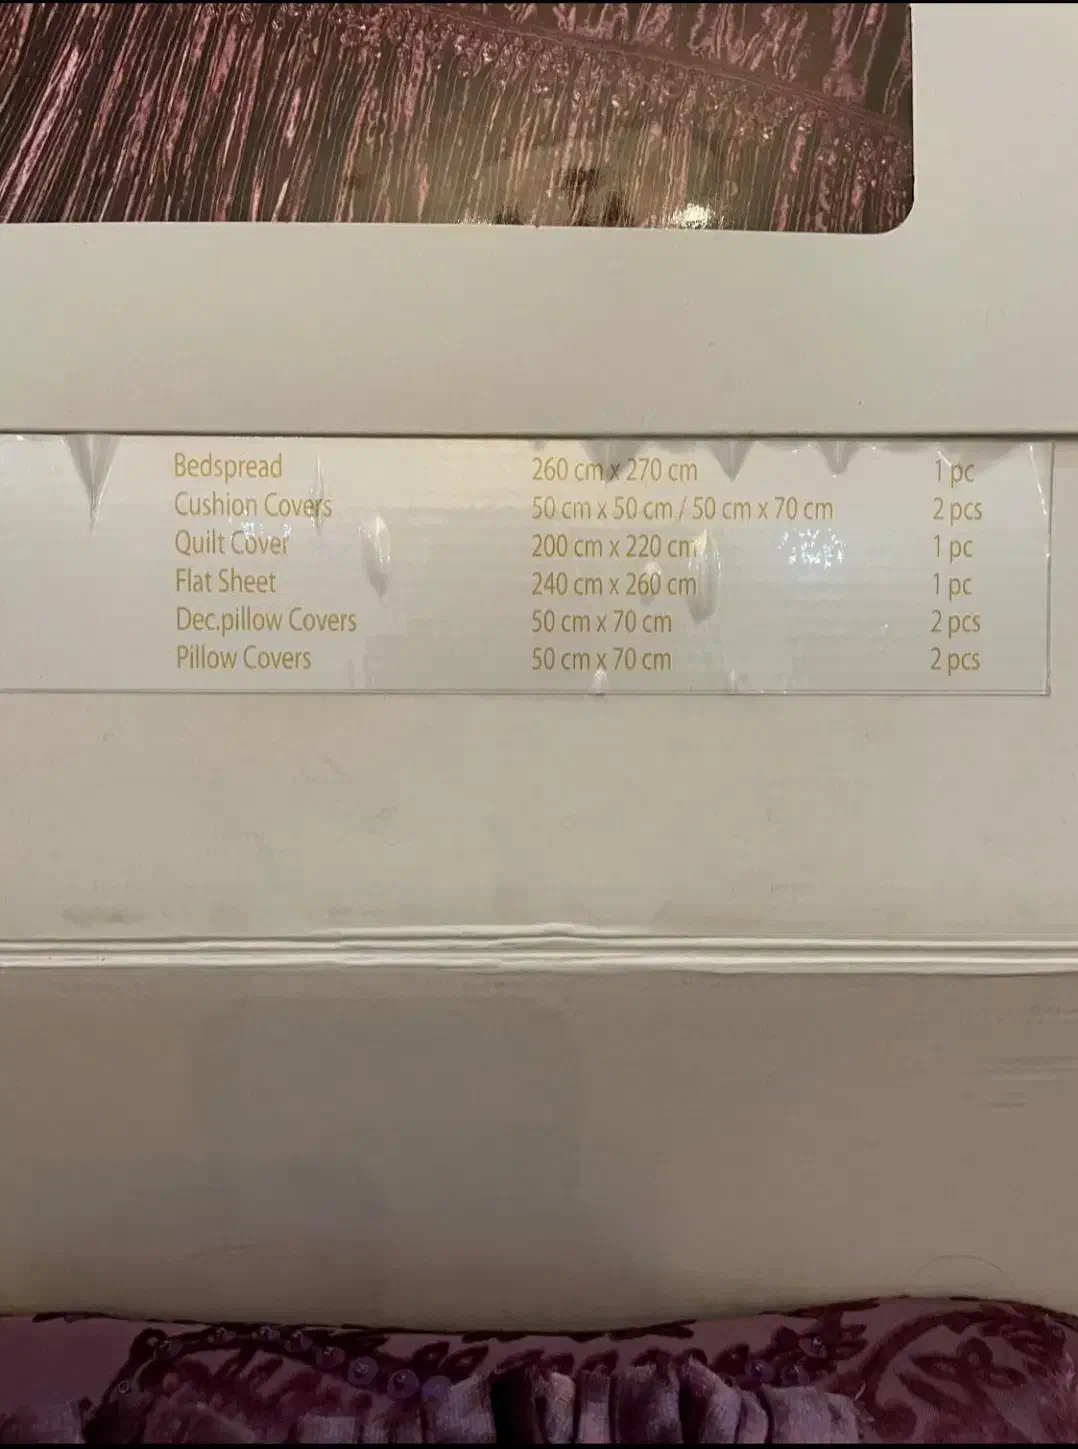 Bedspread 260 cm x 270 cm 1 pc
Cushion Covers 50 cm x 50 cm / 50 cm x 70 cm 2 pcs
Quilt Cover 200 cm x 220 cm 1 pc
Flat Sheet 240 cm x 260 cm 1 pc
Dec.pillow Covers 50 cm x 70 cm 2 pcs
Pillow Covers 50 cm x 70 cm 2 pcs